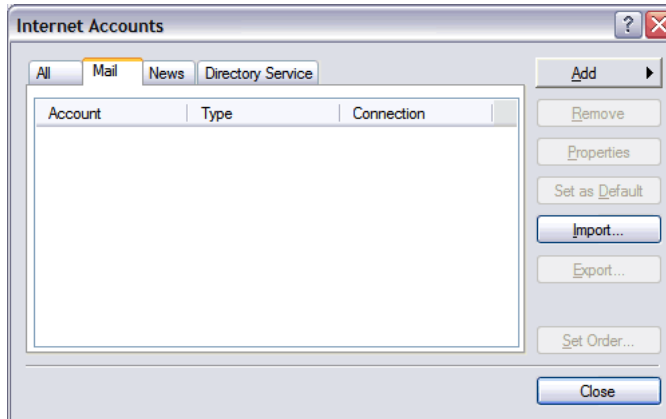 Internet Accounts
?
All Mail News Directory Service
Account Type Connection
Add
Remove
Properties
Set as Default
Import...
Export...
Set Order...
Close